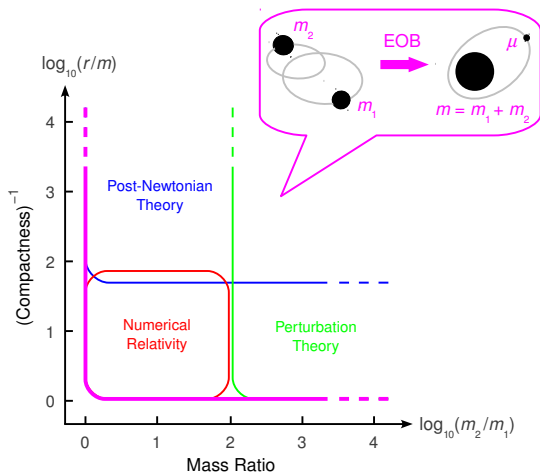 m₂
EOB
μ
m₁
m = m₁ + m₂
log₁₀(r/m)
4
3
2
1
0
(Compactness)⁻¹
Post-Newtonian
Theory
Numerical
Relativity
Perturbation
Theory
0
1
2
3
4
log₁₀(m₂/m₁)
Mass Ratio